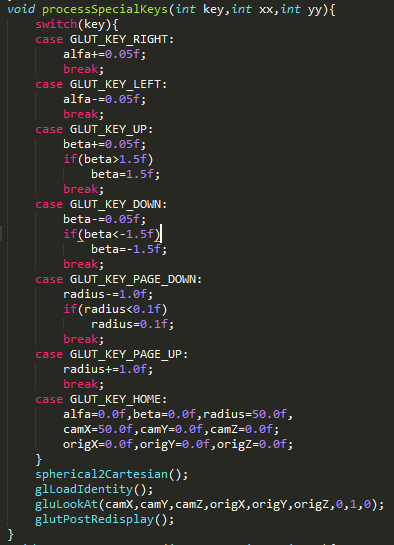 void processSpecialKeys(int key,int xx,int yy){
switch(key){
case GLUT_KEY_RIGHT:
alfa+=0.05f;
break;
case GLUT_KEY_LEFT:
alfa-=0.05f;
break;
case GLUT_KEY_UP:
beta+=0.05f;
if(beta>1.5f)
beta=1.5f;
break;
case GLUT_KEY_DOWN:
beta-=0.05f;
if(beta<-1.5f)
beta=-1.5f;
break;
case GLUT_KEY_PAGE_DOWN:
radius-=1.0f;
if(radius<0.1f)
radius=0.1f;
break;
case GLUT_KEY_PAGE_UP:
radius+=1.0f;
break;
case GLUT_KEY_HOME:
alfa=0.0f,beta=0.0f,radius=50.0f,
camX=50.0f,camY=0.0f,camZ=0.0f;
origX=0.0f,origY=0.0f,origZ=0.0f;
}
spherical2Cartesian();
glLoadIdentity();
gluLookAt(camX,camY,camZ,origX,origY,origZ,0,1,0);
glutPostRedisplay();
}